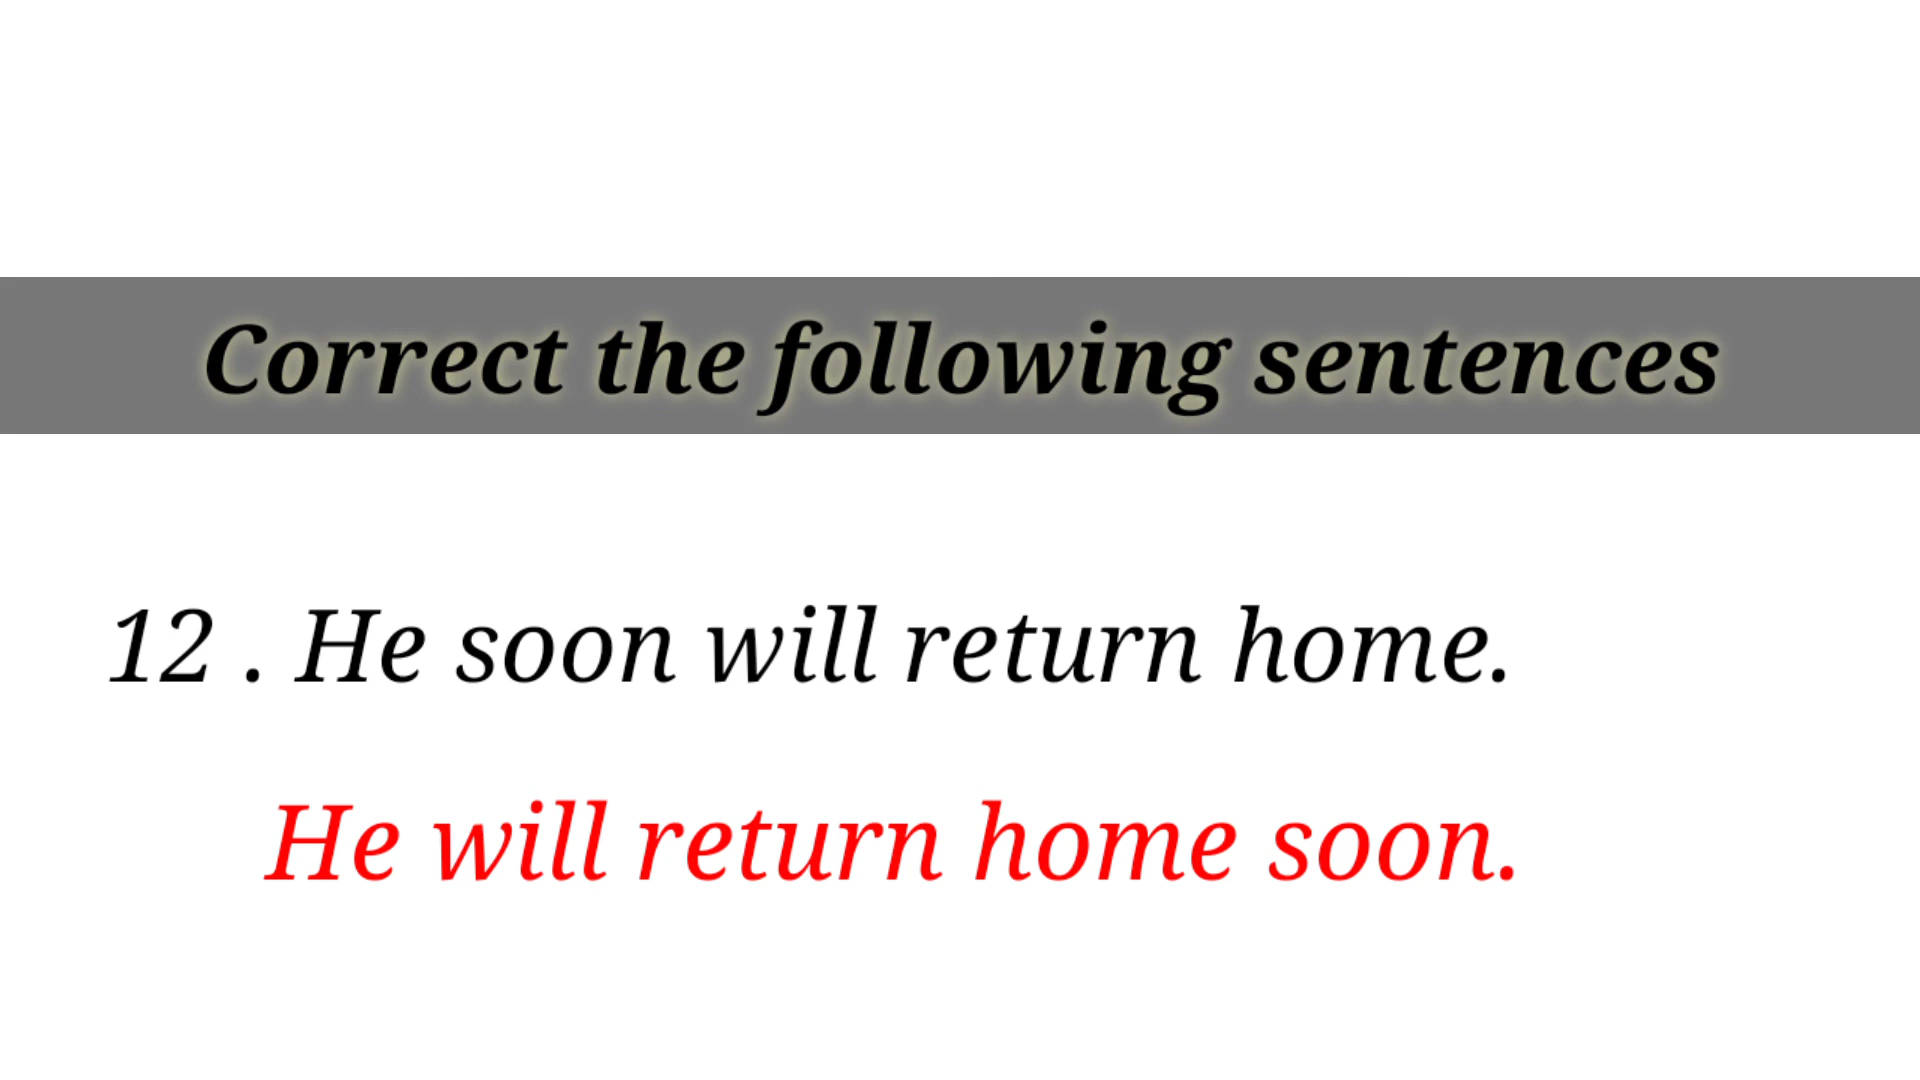 Correct the following sentences
12 . He soon will return home.
He will return home soon.